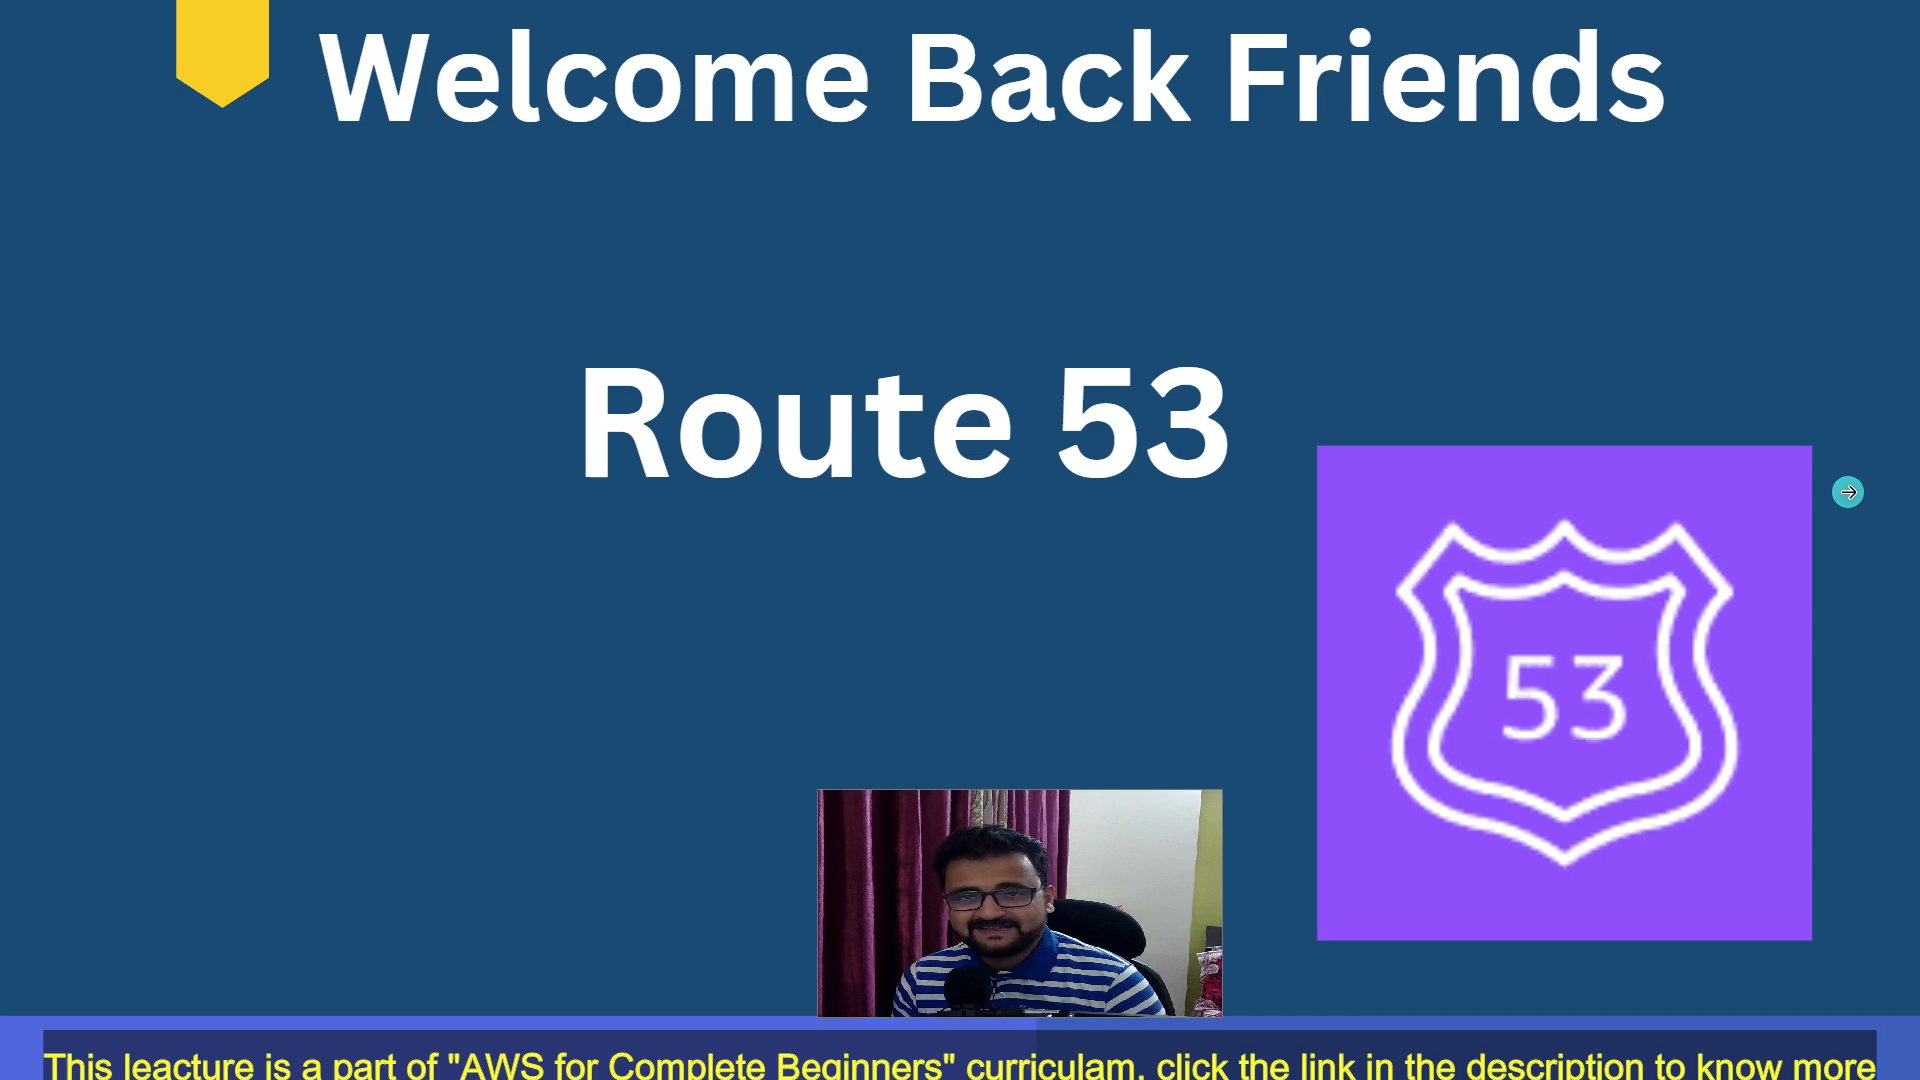 Welcome Back Friends
Route 53
53
This leacture is a part of "AWS for Complete Beginners" curriculam, click the link in the description to know more